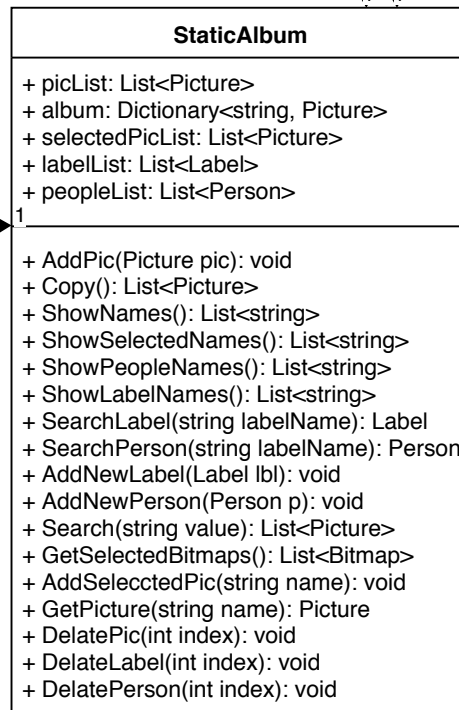 StaticAlbum
+ picList: List<Picture>
+ album: Dictionary<string, Picture>
+ selectedPicList: List<Picture>
+ labelList: List<Label>
+ peopleList: List<Person>
1
+ AddPic(Picture pic): void
+ Copy(): List<Picture>
+ ShowNames(): List<string>
+ ShowSelectedNames(): List<string>
+ ShowPeopleNames(): List<string>
+ ShowLabelNames(): List<string>
+ SearchLabel(string labelName): Label
+ SearchPerson(string labelName): Person
+ AddNewLabel(Label lbl): void
+ AddNewPerson(Person p): void
+ Search(string value): List<Picture>
+ GetSelectedBitmaps(): List<Bitmap>
+ AddSelecctedPic(string name): void
+ GetPicture(string name): Picture
+ DelatePic(int index): void
+ DelateLabel(int index): void
+ DelatePerson(int index): void